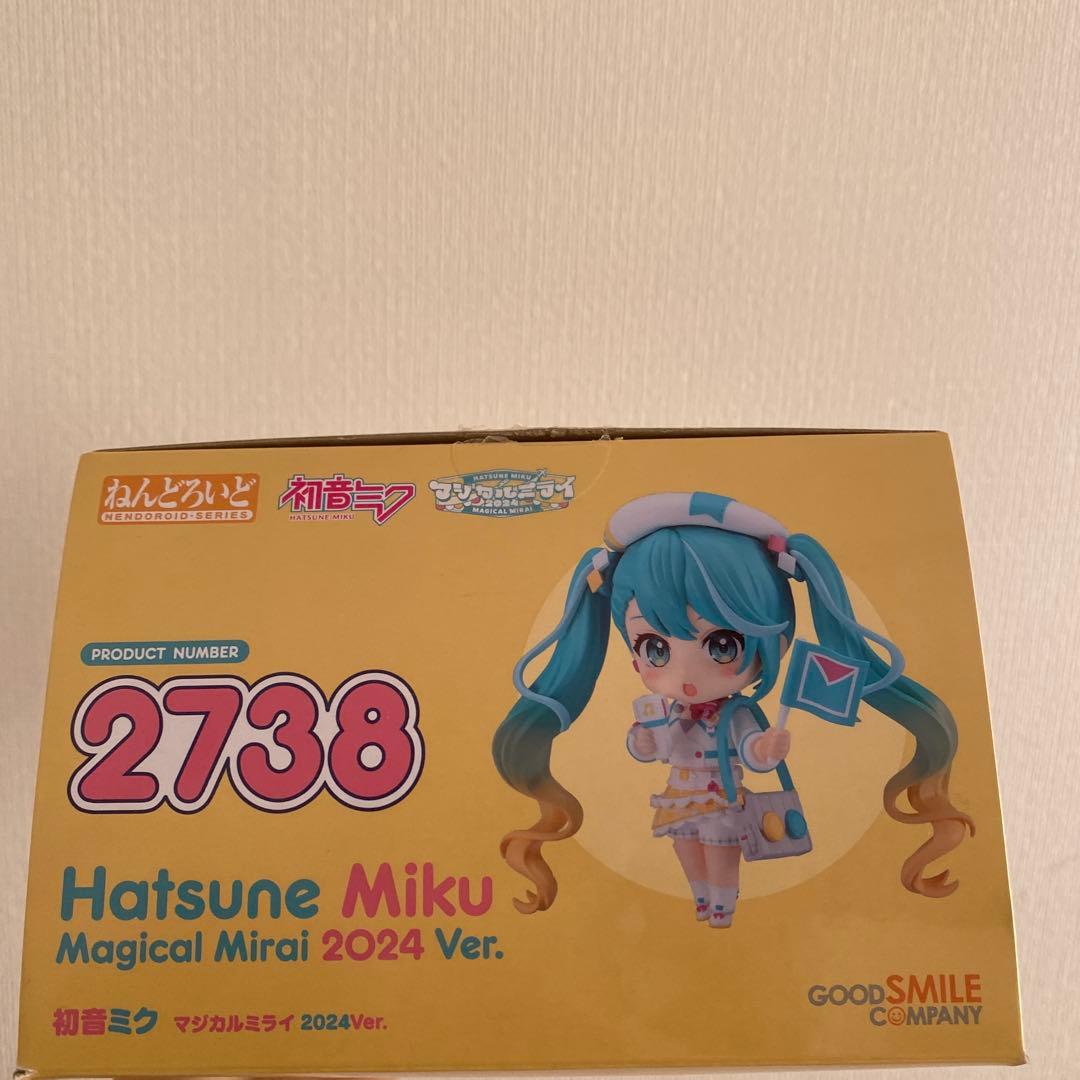 ねんどろいど
NENDOROID-SERIES
初音ミク
HATSUNE MIKU
HATSUNE MIKU
マジカルミライ
2024
MAGICAL MIRAI
PRODUCT NUMBER
2738
Hatsune Miku
Magical Mirai 2024 Ver.
初音ミク マジカルミライ 2024Ver.
GOOD SMILE
COMPANY